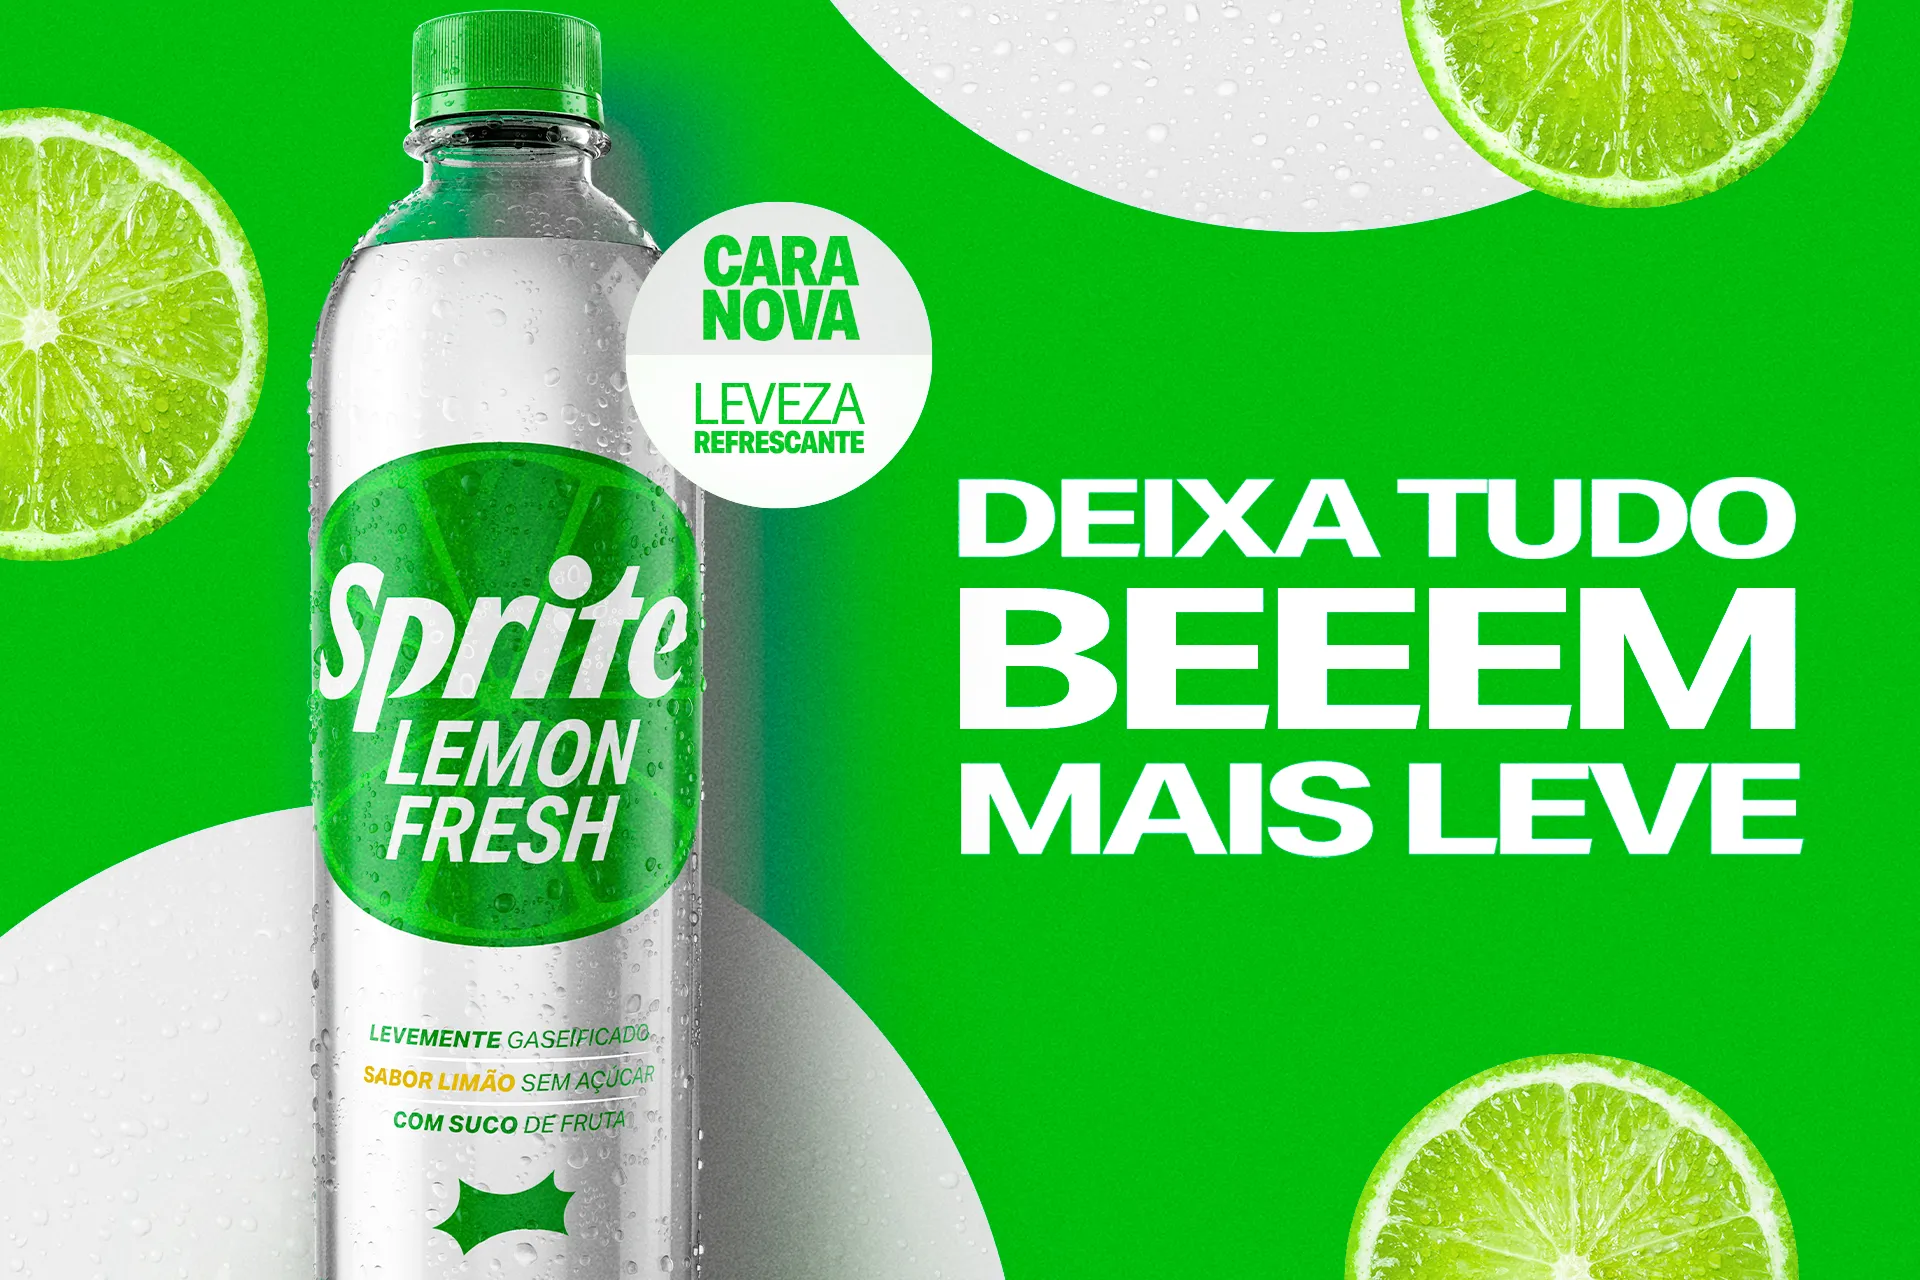 CARA
NOVA
LEVEZA
REFRESCANTE
Sprite
LEMON
FRESH
LEVEMENTE GASEIFICADO
SABOR LIMÃO SEM AÇÚCAR
COM SUCO DE FRUTA
DEIXA TUDO
BEEEM
MAIS LEVE